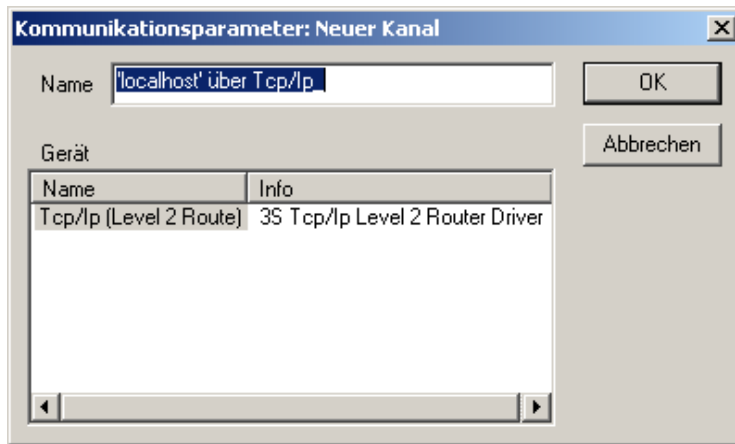 Kommunikationsparameter: Neuer Kanal
Name 'localhost' über Tcp/Ip_ OK
Abbrechen
Gerät
Name Info
Tcp/Ip (Level 2 Route) 3S Tcp/Ip Level 2 Router Driver